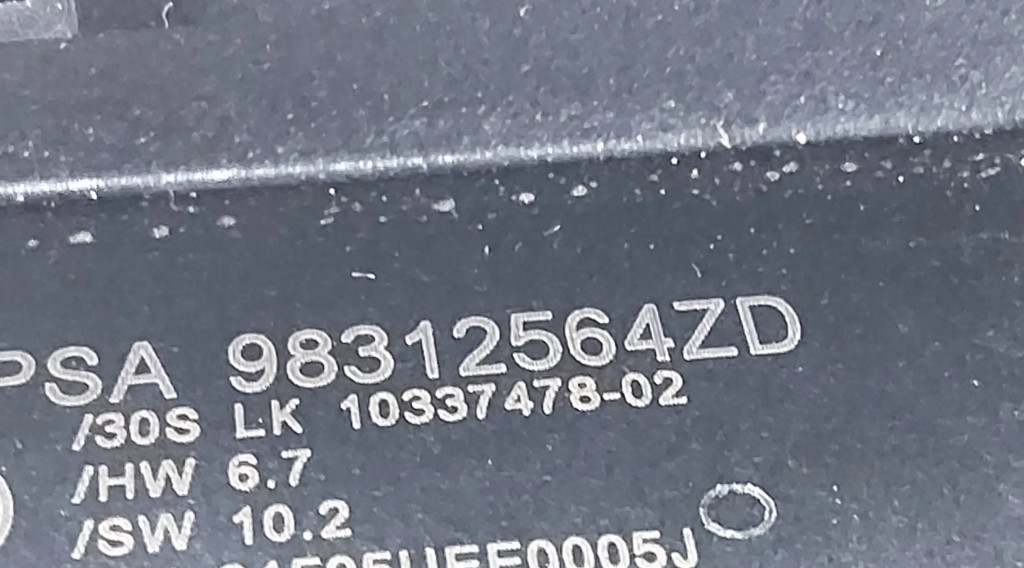 PSA 98312564ZD
/30S LK 10337478-02
/HW 6.7
/SW 10.2